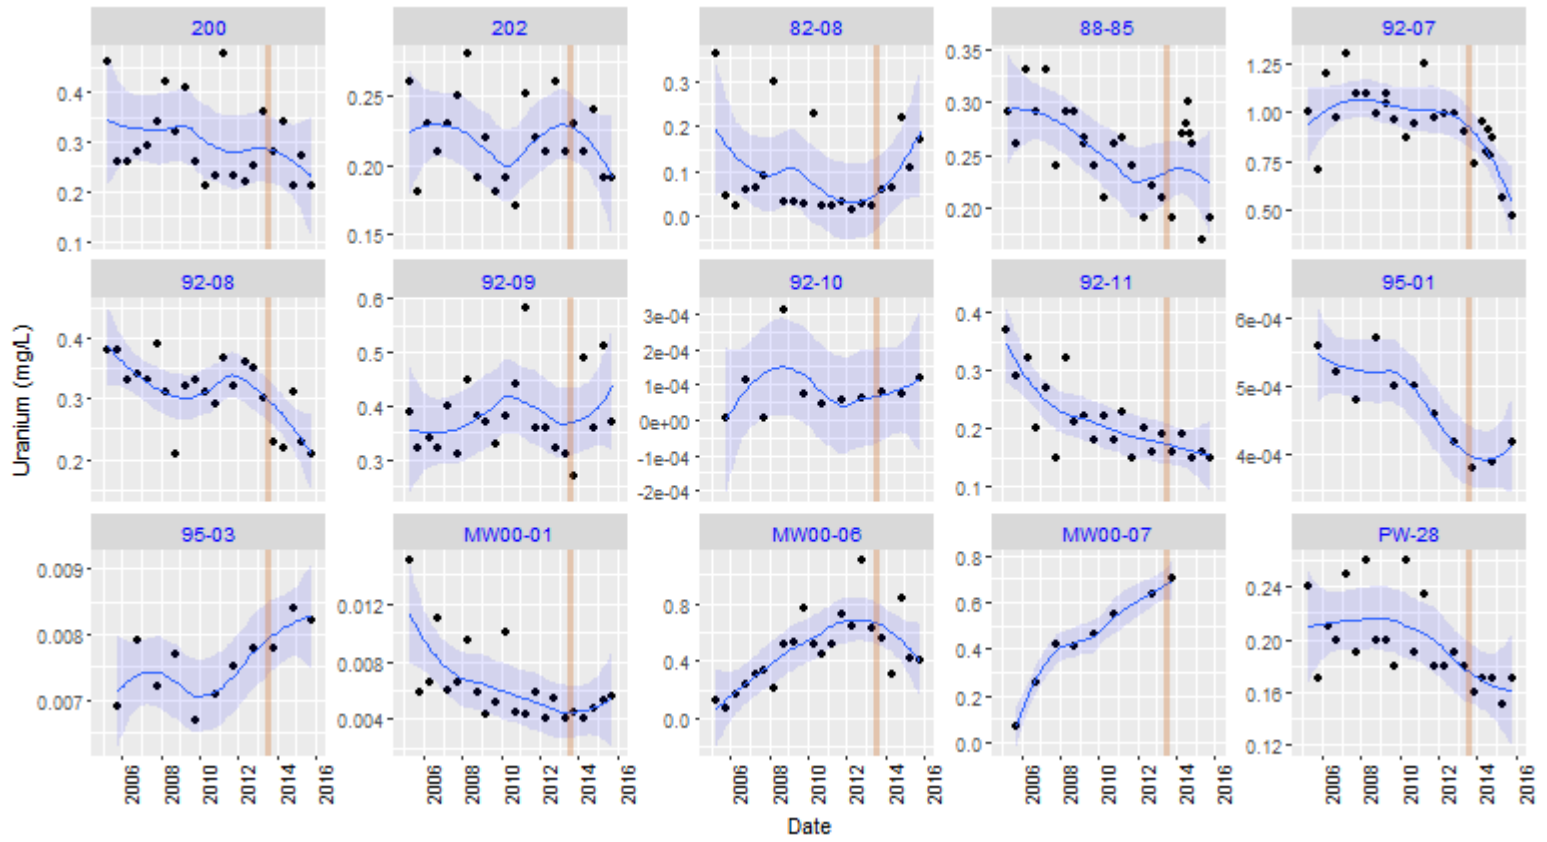 200 202 82-08 88-85 92-07
0.4 0.3 0.2 0.1
0.25 0.20 0.15
0.3 0.2 0.1 0.0
0.35 0.30 0.25 0.20
1.25 1.00 0.75 0.50
92-08 92-09 92-10 92-11 95-01
0.4 0.3 0.2
0.6 0.5 0.4 0.3
3e-04 2e-04 1e-04 0e+00 -1e-04 -2e-04
0.4 0.3 0.2 0.1
6e-04 5e-04 4e-04
Uranium (mg/L)
95-03 MW00-01 MW00-06 MW00-07 PW-28
0.009 0.008 0.007
0.012 0.008 0.004
0.8 0.4 0.0
0.8 0.6 0.4 0.2 0.0
0.24 0.20 0.16 0.12
2006 2008 2010 2012 2014 2016
2006 2008 2010 2012 2014 2016
2006 2008 2010 2012 2014 2016
2006 2008 2010 2012 2014 2016
2006 2008 2010 2012 2014 2016
Date